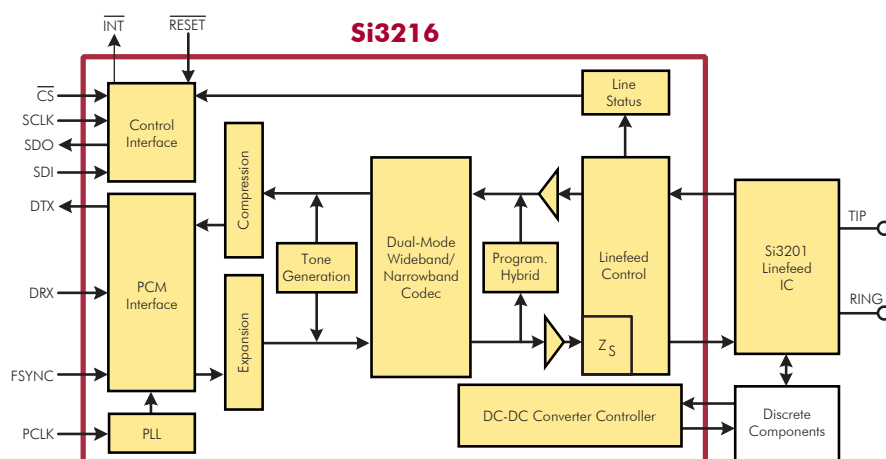 INT
RESET
Si3216
CS
SCLK
SDO
SDI
DTX
DRX
FSYNC
PCLK
Control
Interface
PCM
Interface
PLL
Compression
Expansion
Tone
Generation
Dual-Mode
Wideband/
Narrowband
Codec
Program.
Hybrid
Line
Status
Linefeed
Control
ZS
DC-DC Converter Controller
Si3201
Linefeed
IC
Discrete
Components
TIP
RING